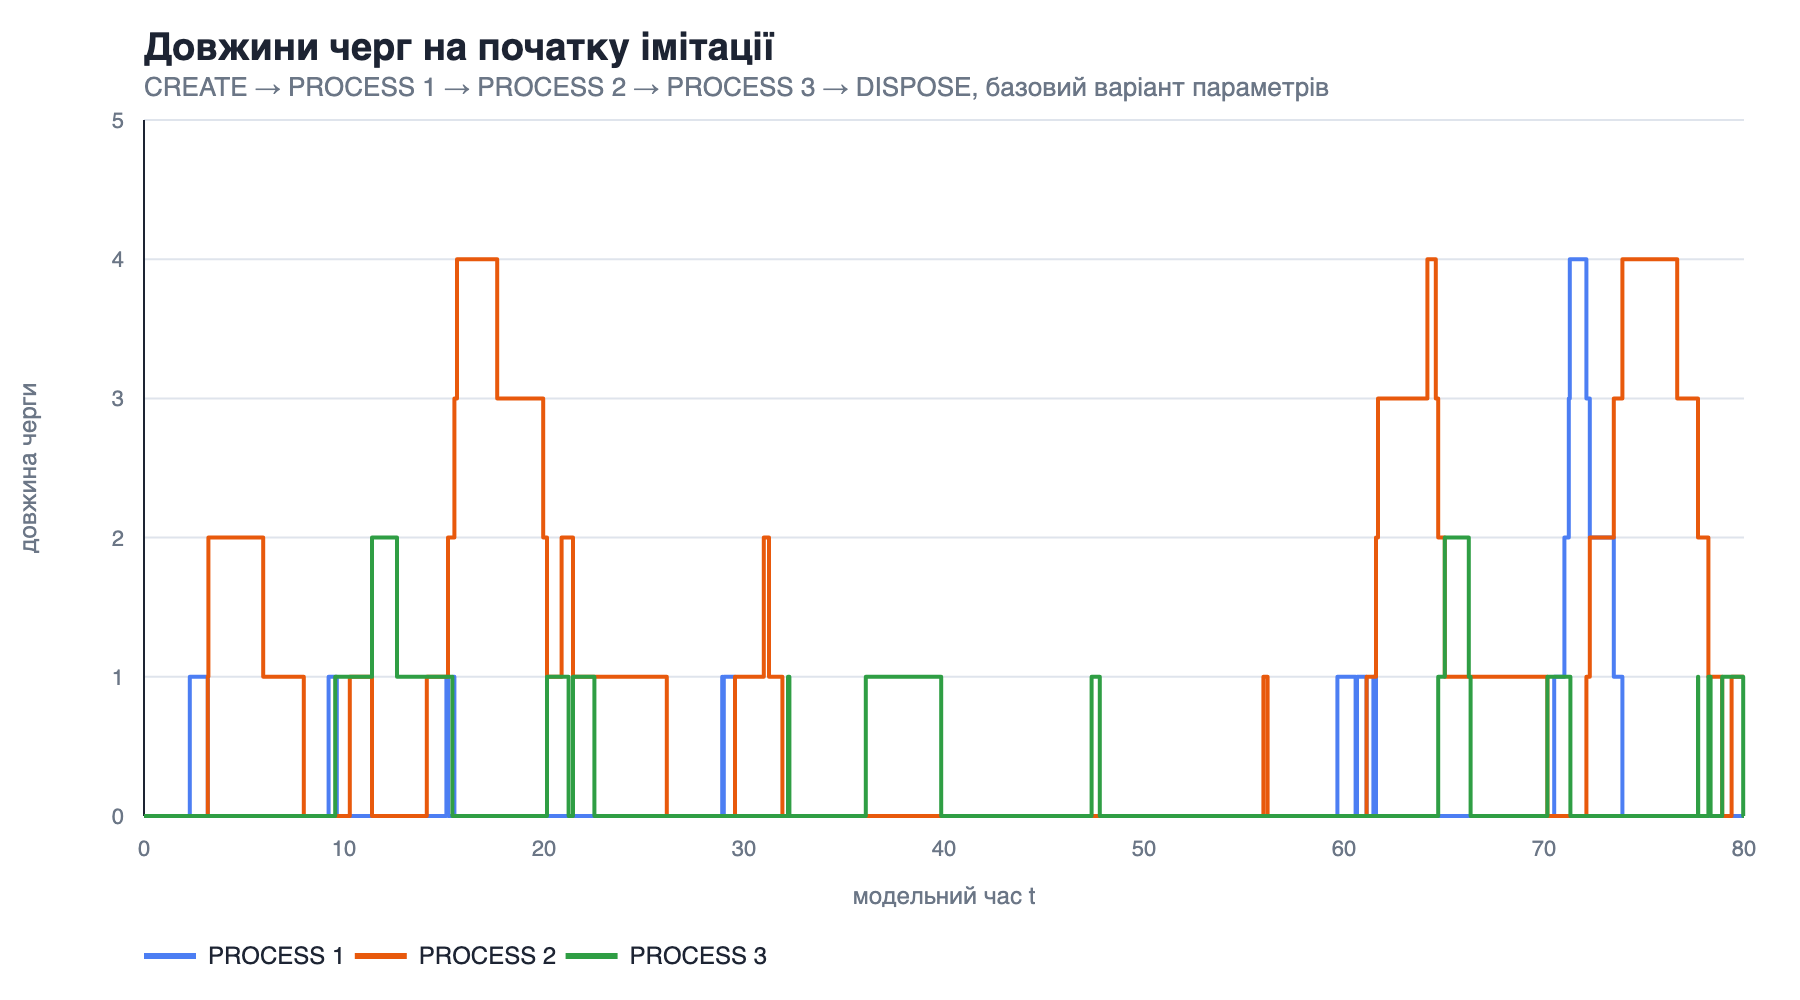 Довжини черг на початку імітації
CREATE → PROCESS 1 → PROCESS 2 → PROCESS 3 → DISPOSE, базовий варіант параметрів
5
4
3
2
1
0
довжина черги
0 10 20 30 40 50 60 70 80
модельний час t
PROCESS 1 PROCESS 2 PROCESS 3